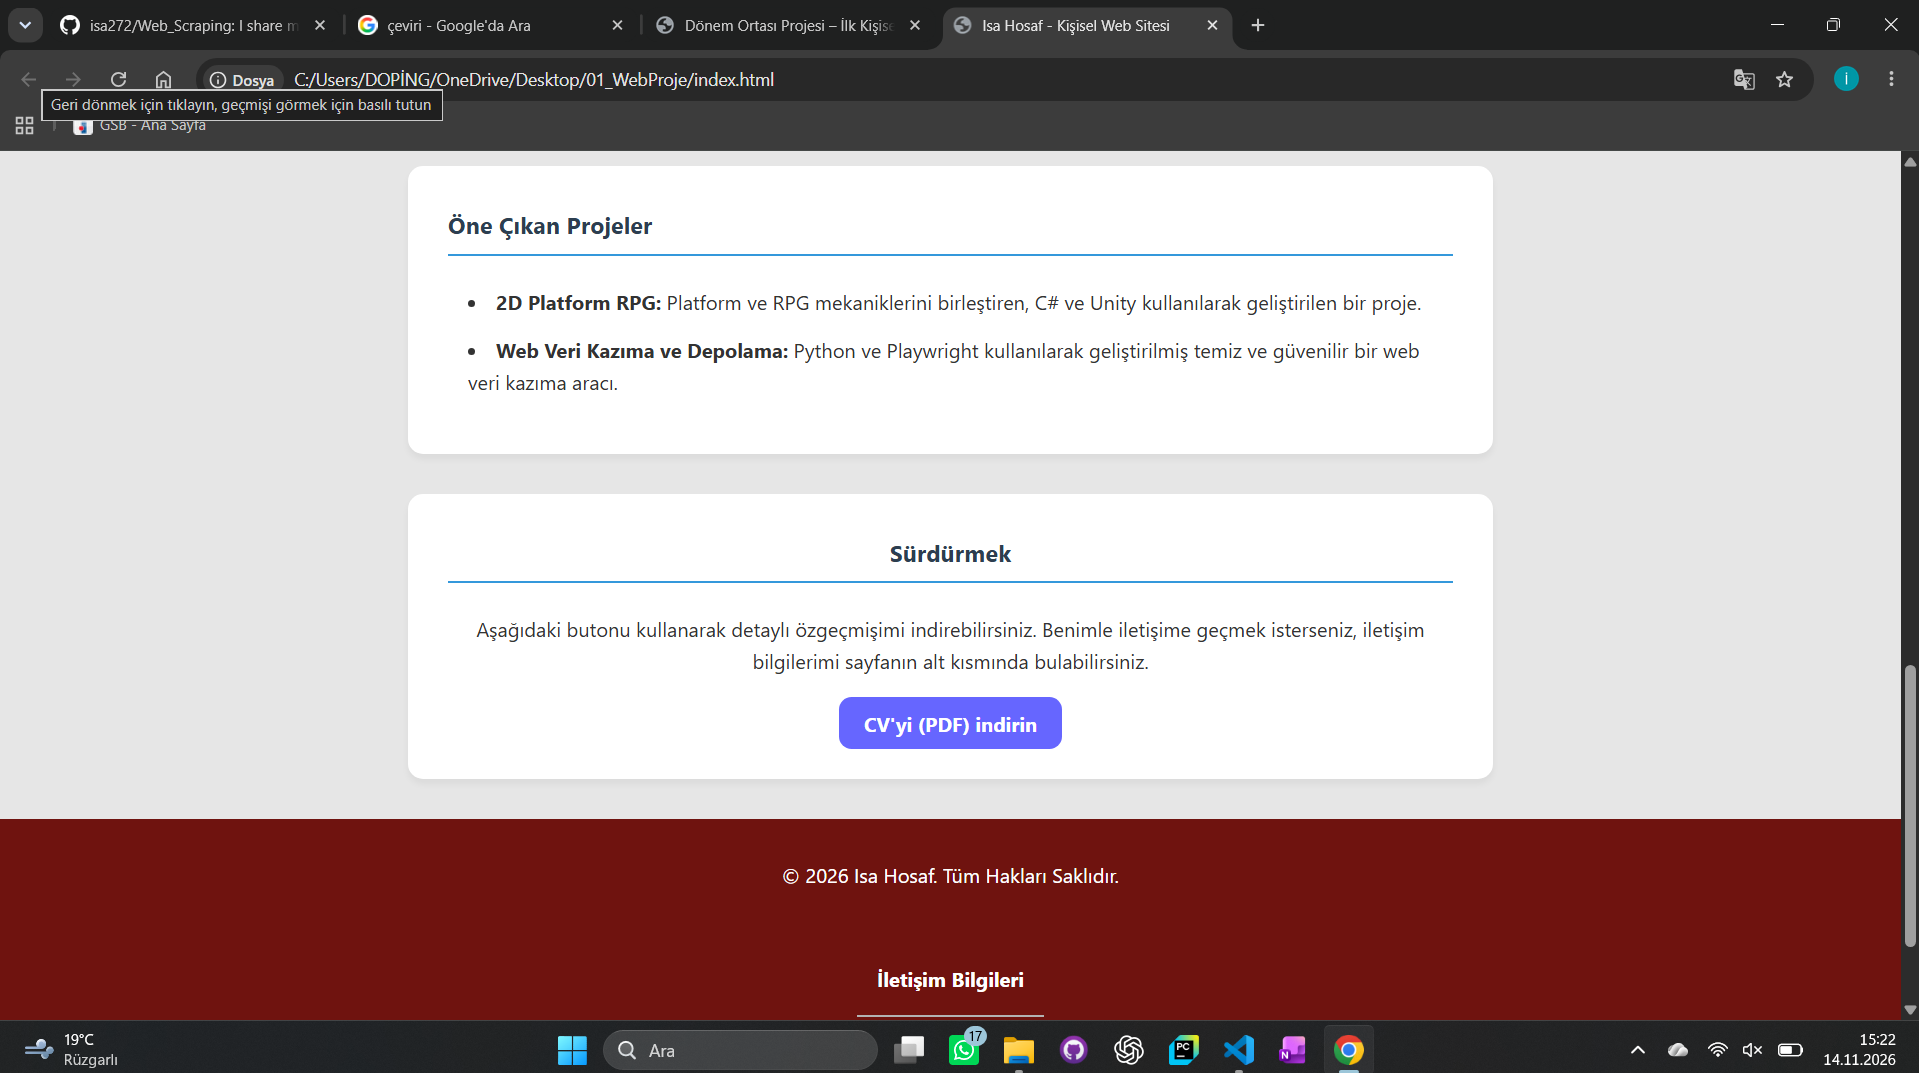 isa272/Web_Scraping: I share m
çeviri - Google'da Ara
Dönem Ortası Projesi – İlk Kişise
Isa Hosaf - Kişisel Web Sitesi
Dosya
C:/Users/DOPİNG/OneDrive/Desktop/01_WebProje/index.html
i
Geri dönmek için tıklayın, geçmişi görmek için basılı tutun
GSB - Ana Sayfa
Öne Çıkan Projeler
• 2D Platform RPG: Platform ve RPG mekaniklerini birleştiren, C# ve Unity kullanılarak geliştirilen bir proje.
• Web Veri Kazıma ve Depolama: Python ve Playwright kullanılarak geliştirilmiş temiz ve güvenilir bir web
veri kazıma aracı.
Sürdürmek
Aşağıdaki butonu kullanarak detaylı özgeçmişimi indirebilirsiniz. Benimle iletişime geçmek isterseniz, iletişim
bilgilerimi sayfanın alt kısmında bulabilirsiniz.
CV'yi (PDF) indirin
© 2026 Isa Hosaf. Tüm Hakları Saklıdır.
İletişim Bilgileri
19°C
Rüzgarlı
Ara
17
PC
N
15:22
14.11.2026